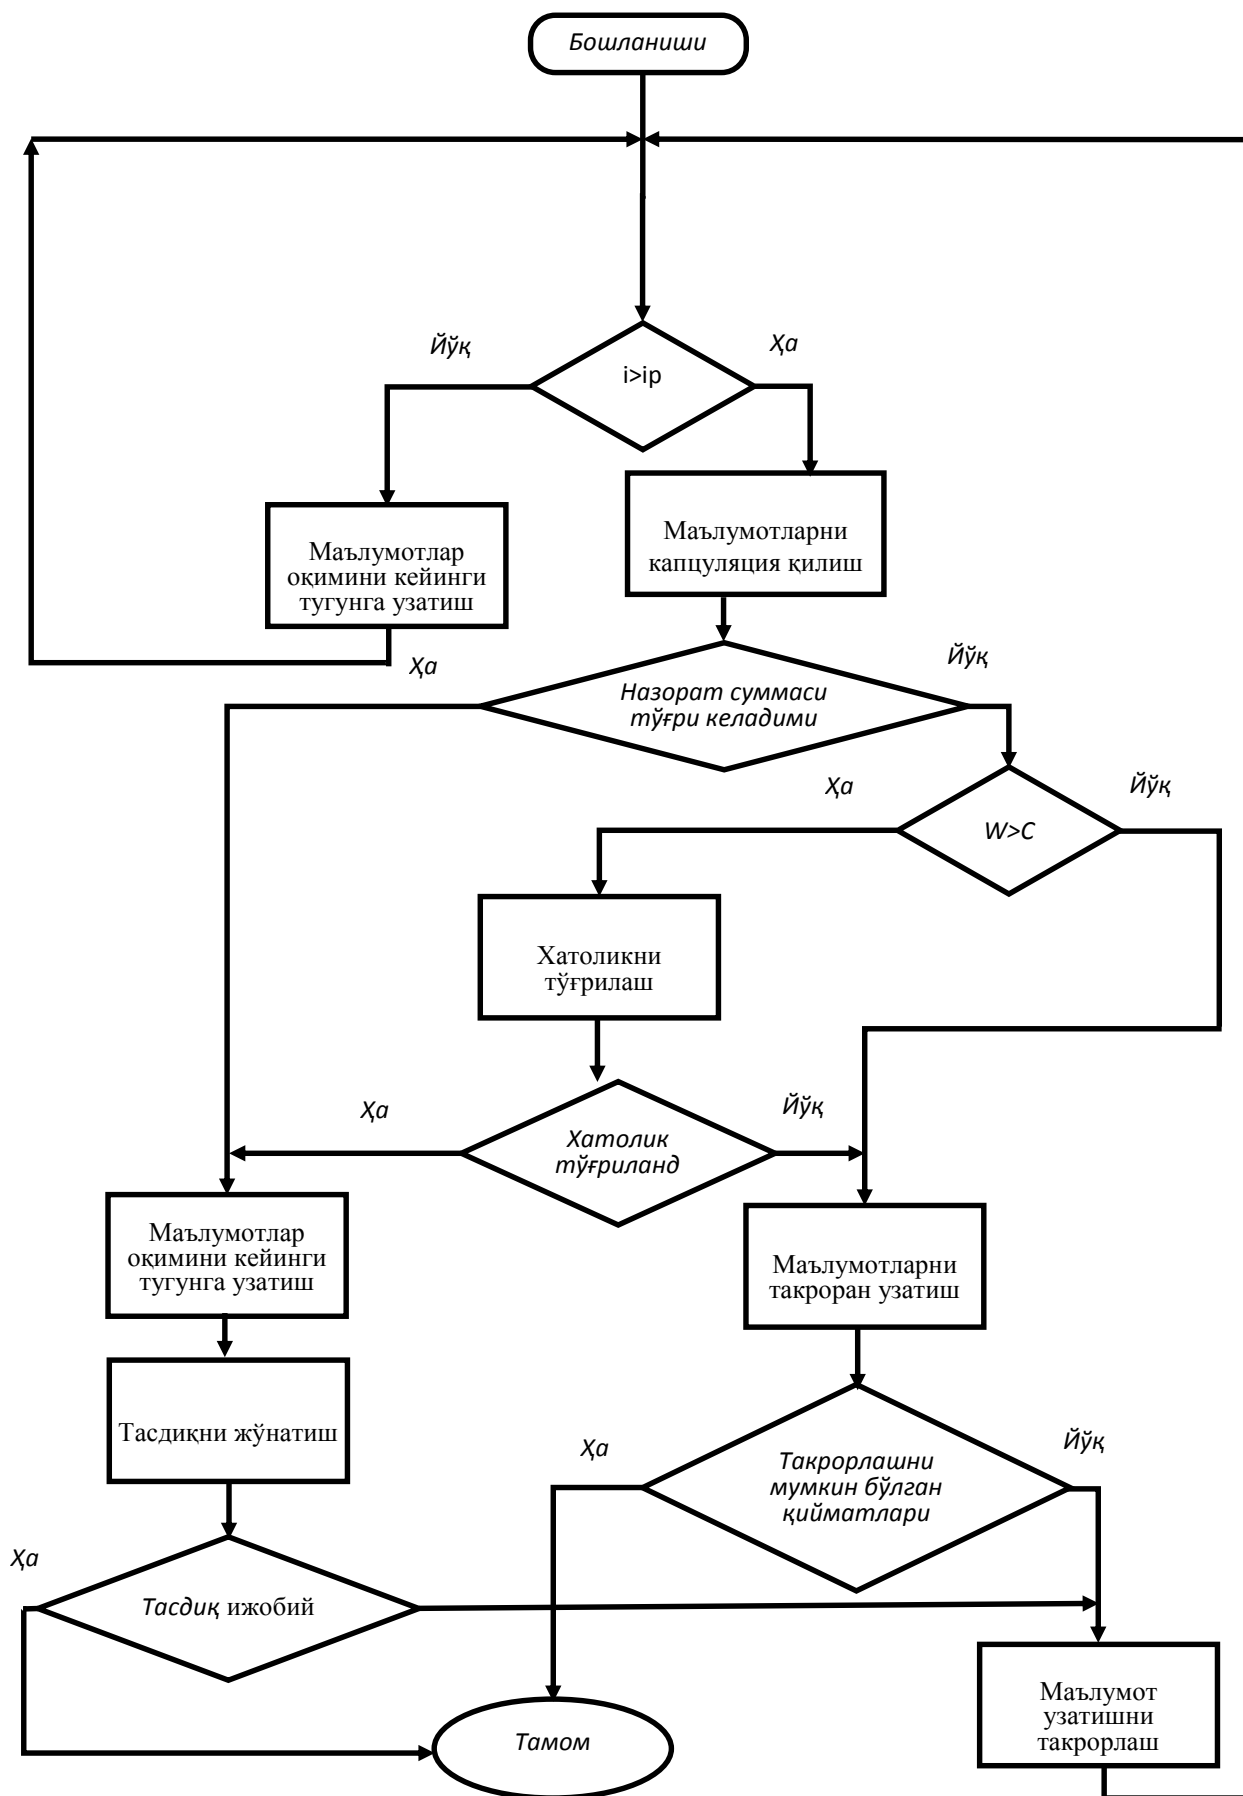 Бошланиши
Йўқ
Ҳа
i>ip
Маълумотлар
оқимини кейинги
тугунга узатиш
Маълумотларни
капцуляция қилиш
Ҳа
Йўқ
Назорат суммаси
тўғри келадими
Ҳа
Йўқ
W>C
Хатоликни
тўғрилаш
Ҳа
Йўқ
Хатолик
тўғриланд
Маълумотлар
оқимини кейинги
тугунга узатиш
Маълумотларни
такроран узатиш
Тасдиқни жўнатиш
Ҳа
Йўқ
Такрорлашни
мумкин бўлган
қийматлари
Ҳа
Тасдиқ ижобий
Тамом
Маълумот
узатишни
такрорлаш